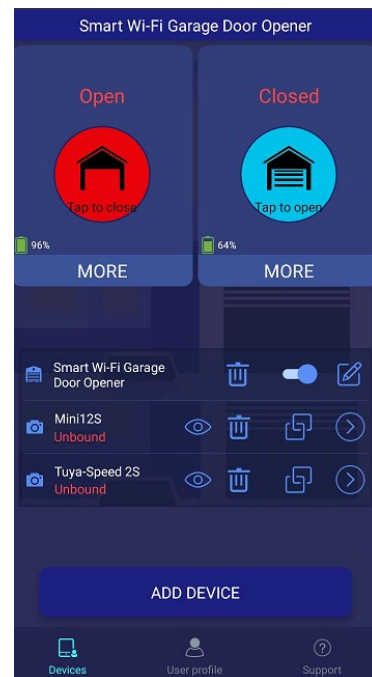 Smart Wi-Fi Garage Door Opener
Open
Closed
Tap to close
Tap to open
96%
64%
MORE
MORE
Smart Wi-Fi Garage
Door Opener
Mini12S
Unbound
Tuya-Speed 2S
Unbound
ADD DEVICE
Devices
User profile
Support